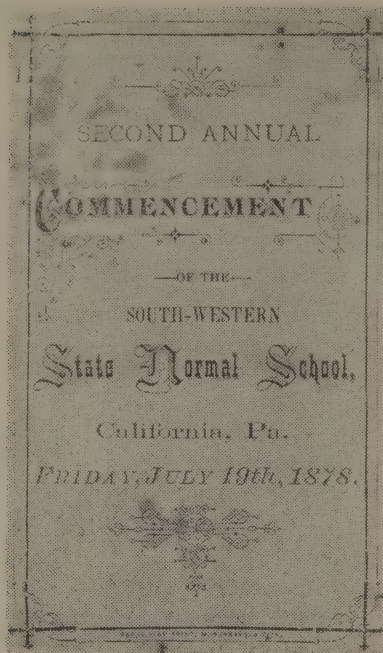 SECOND ANNUAL
COMMENCEMENT
—OF THE—
SOUTH-WESTERN
State Normal School,
California, Pa.
FRIDAY, JULY 19th, 1878.